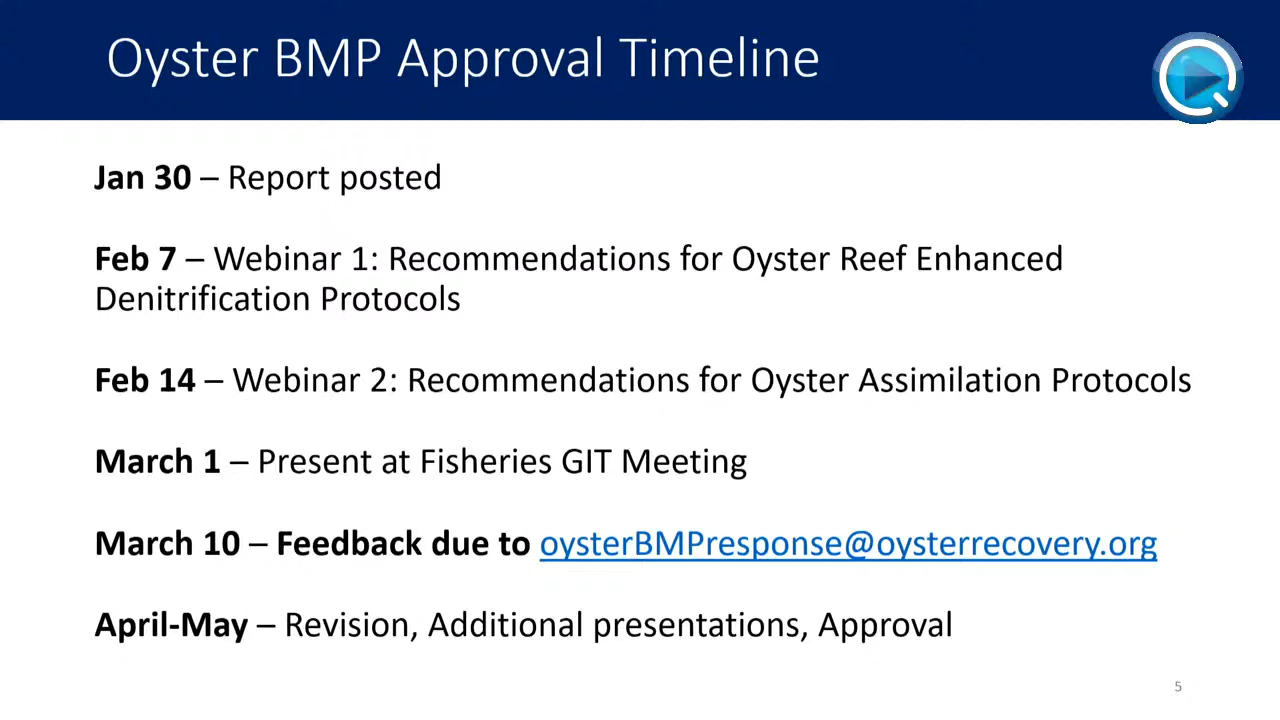 Oyster BMP Approval Timeline
Jan 30 – Report posted
Feb 7 – Webinar 1: Recommendations for Oyster Reef Enhanced
Denitrification Protocols
Feb 14 – Webinar 2: Recommendations for Oyster Assimilation Protocols
March 1 – Present at Fisheries GIT Meeting
March 10 – Feedback due to oysterBMPresponse@oysterrecovery.org
April-May – Revision, Additional presentations, Approval
5